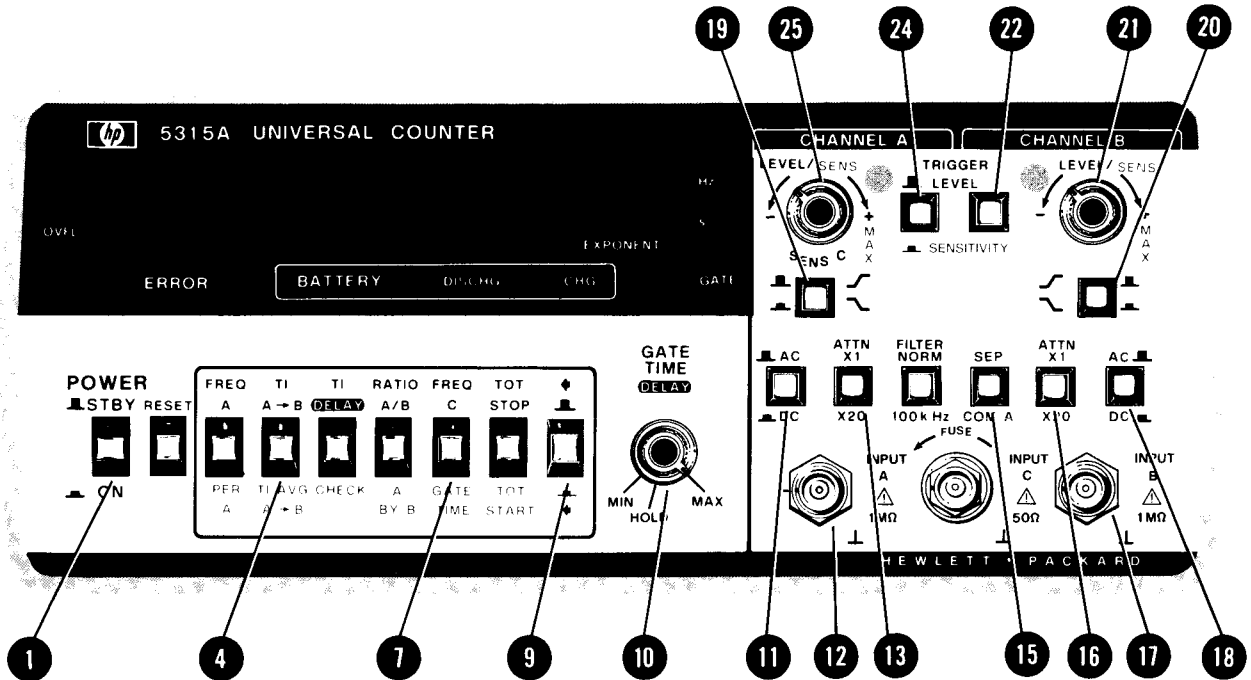 19 25 24 22 21 20
hp 5315A UNIVERSAL COUNTER
CHANNEL A CHANNEL B
Hz
S
OVFL
EXPONENT
ERROR BATTERY DISCHG CHG GATE
LEVEL/SENS TRIGGER LEVEL LEVEL/SENS
- + MAX - + MAX
SENS C
SENSITIVITY
POWER
STBY RESET
ON
FREQ A TI A → B TI DELAY RATIO A/B FREQ C TOT STOP
PER A TI AVG A → B CHECK A BY B GATE TIME TOT START
GATE
TIME
DELAY
MIN MAX
HOLD
AC ATTN X1 FILTER NORM SEP ATTN X1 AC
DC X20 100kHz COM A X20 DC
FUSE
INPUT A 1MΩ INPUT C 50Ω INPUT B 1MΩ
HEWLETT • PACKARD
1 4 7 9 10 11 12 13 15 16 17 18